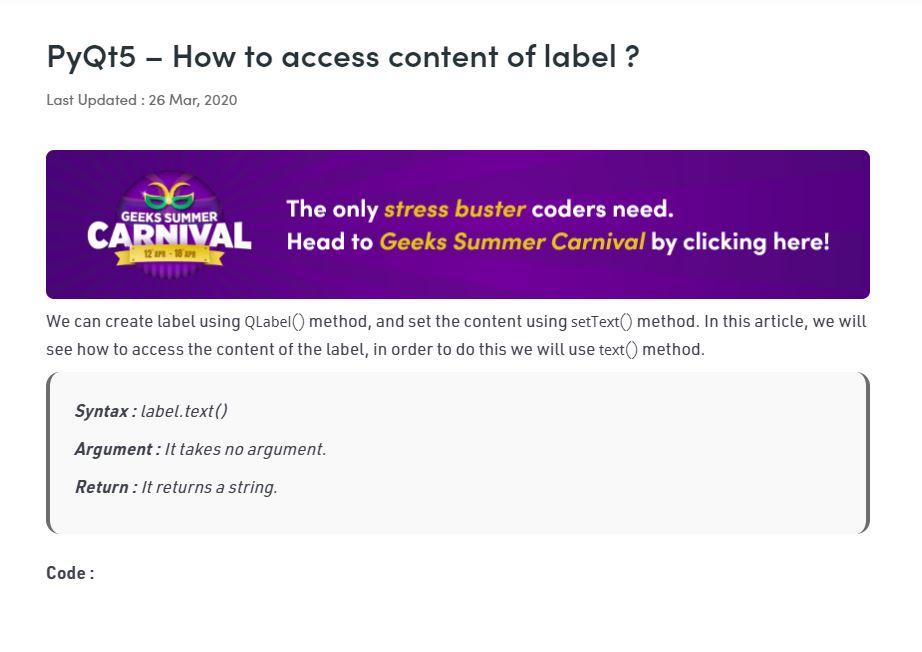 PyQt5 – How to access content of label ?
Last Updated : 26 Mar, 2020
GEEKS SUMMER
CARNIVAL
12 APR - 18 APR
The only stress buster coders need.
Head to Geeks Summer Carnival by clicking here!
We can create label using QLabel() method, and set the content using setText() method. In this article, we will
see how to access the content of the label, in order to do this we will use text() method.
Syntax : label.text()
Argument : It takes no argument.
Return : It returns a string.
Code :